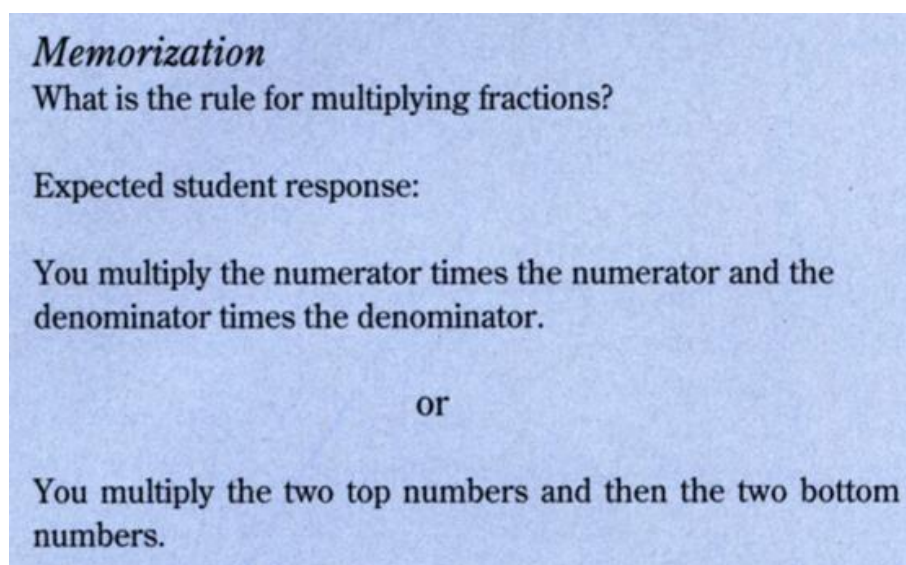 Memorization
What is the rule for multiplying fractions?
Expected student response:
You multiply the numerator times the numerator and the
denominator times the denominator.
or
You multiply the two top numbers and then the two bottom
numbers.